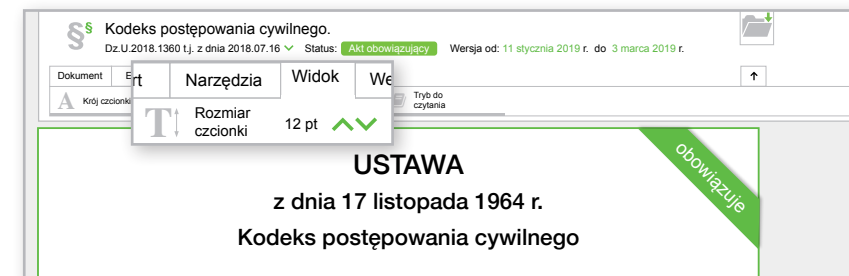 §§ Kodeks postępowania cywilnego.
Dz.U.2018.1360 t.j. z dnia 2018.07.16 Status: Akt obowiązujący Wersja od: 11 stycznia 2019 r. do 3 marca 2019 r.
Dokument E
rt Narzędzia Widok We
A Krój czcionki
T Rozmiar czcionki 12 pt
Tryb do
czytania
obowiązuje
USTAWA
z dnia 17 listopada 1964 r.
Kodeks postępowania cywilnego